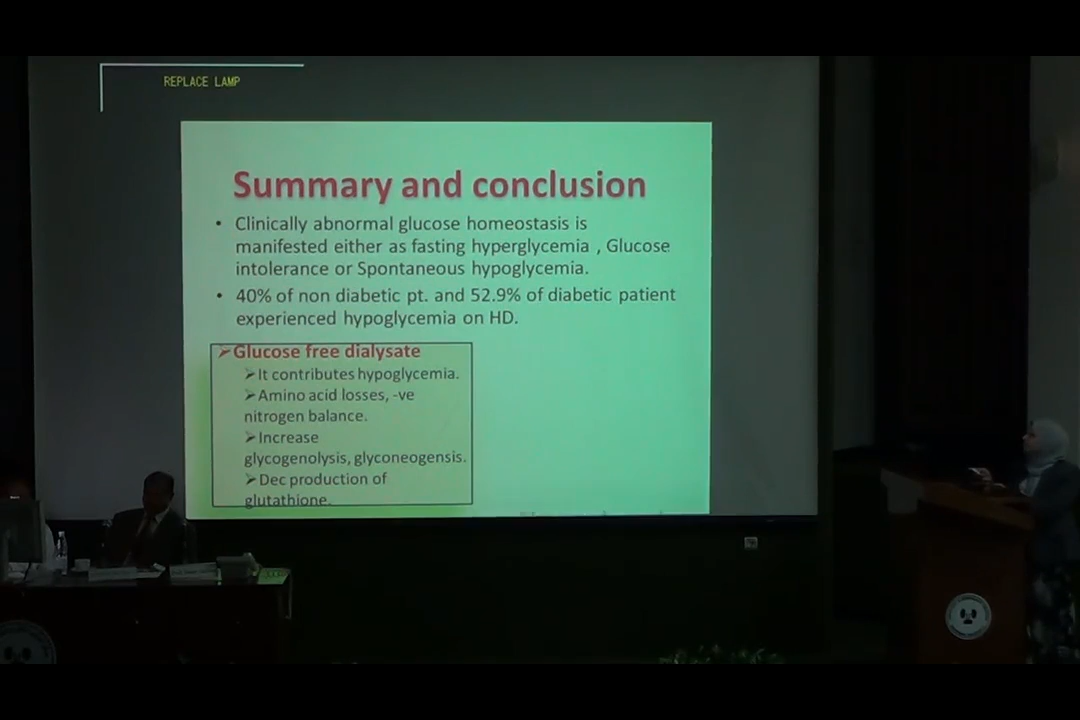 REPLACE LAMP
Summary and conclusion
• Clinically abnormal glucose homeostasis is
manifested either as fasting hyperglycemia , Glucose
intolerance or Spontaneous hypoglycemia.
• 40% of non diabetic pt. and 52.9% of diabetic patient
experienced hypoglycemia on HD.
➢Glucose free dialysate
➢It contributes hypoglycemia.
➢Amino acid losses, -ve
nitrogen balance.
➢Increase
glycogenolysis, glyconeogensis.
➢Dec production of
glutathione.